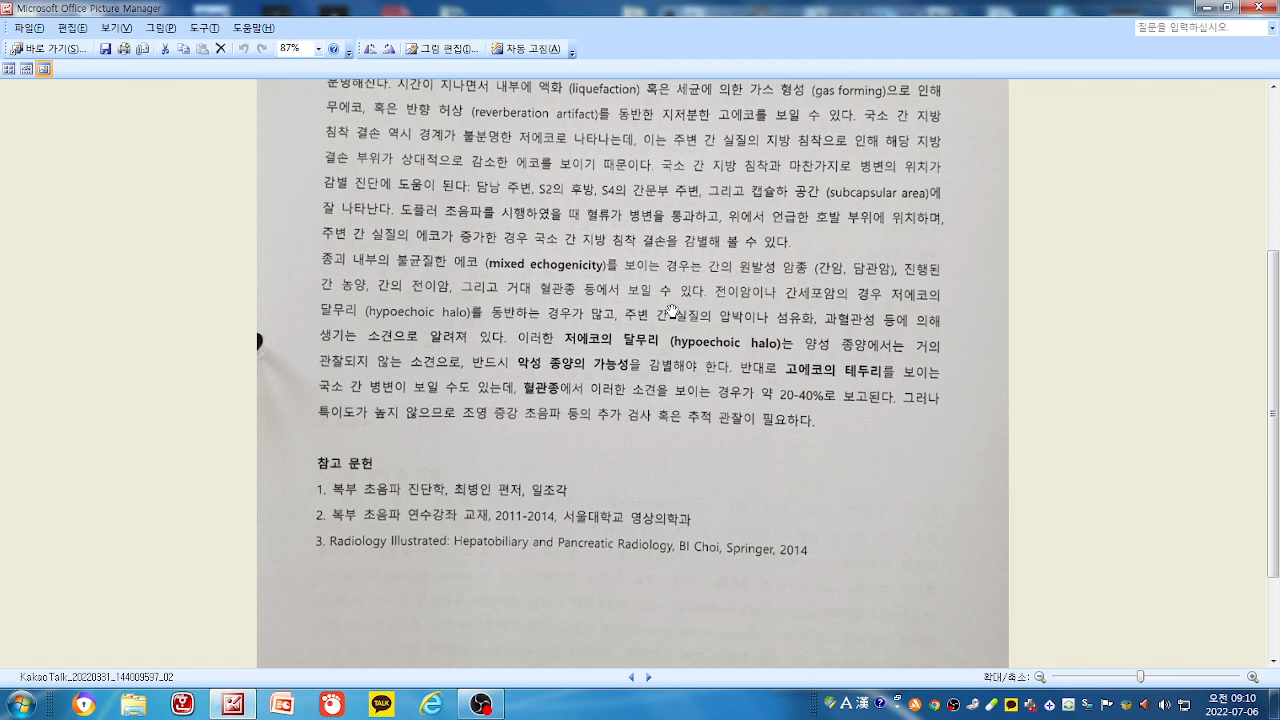 Microsoft Office Picture Manager
파일(F) 편집(E) 보기(V) 그림(P) 도구(T) 도움말(H)
질문을 입력하십시오.
바로 가기(S)... 87% 그림 편집(D)... 자동 고침(A)
분명해진다. 시간이 지나면서 내부에 액화 (liquefaction) 혹은 세균에 의한 가스 형성 (gas forming)으로 인해
무에코, 혹은 반향 허상 (reverberation artifact)를 동반한 지저분한 고에코를 보일 수 있다. 국소 간 지방
침착 결손 역시 경계가 불분명한 저에코로 나타나는데, 이는 주변 간 실질의 지방 침착으로 인해 해당 지방
결손 부위가 상대적으로 감소한 에코를 보이기 때문이다. 국소 간 지방 침착과 마찬가지로 병변의 위치가
감별 진단에 도움이 된다: 담낭 주변, S2의 후방, S4의 간문부 주변, 그리고 캡슐하 공간 (subcapsular area)에
잘 나타난다. 도플러 초음파를 시행하였을 때 혈류가 병변을 통과하고, 위에서 언급한 호발 부위에 위치하며,
주변 간 실질의 에코가 증가한 경우 국소 간 지방 침착 결손을 감별해 볼 수 있다.
종괴 내부의 불균질한 에코 (mixed echogenicity)를 보이는 경우는 간의 원발성 암종 (간암, 담관암), 진행된
간 농양, 간의 전이암, 그리고 거대 혈관종 등에서 보일 수 있다. 전이암이나 간세포암의 경우 저에코의
달무리 (hypoechoic halo)를 동반하는 경우가 많고, 주변 간 실질의 압박이나 섬유화, 과혈관성 등에 의해
생기는 소견으로 알려져 있다. 이러한 저에코의 달무리 (hypoechoic halo)는 양성 종양에서는 거의
관찰되지 않는 소견으로, 반드시 악성 종양의 가능성을 감별해야 한다. 반대로 고에코의 테두리를 보이는
국소 간 병변이 보일 수도 있는데, 혈관종에서 이러한 소견을 보이는 경우가 약 20-40%로 보고된다. 그러나
특이도가 높지 않으므로 조영 증강 초음파 등의 추가 검사 혹은 추적 관찰이 필요하다.
참고 문헌
1. 복부 초음파 진단학, 최병인 편저, 일조각
2. 복부 초음파 연수강좌 교재, 2011-2014, 서울대학교 영상의학과
3. Radiology Illustrated: Hepatobiliary and Pancreatic Radiology, BI Choi, Springer, 2014
KakaoTalk_20220331_144009597_02
확대/축소:
TALK
A 漢
오전 09:10
2022-07-06